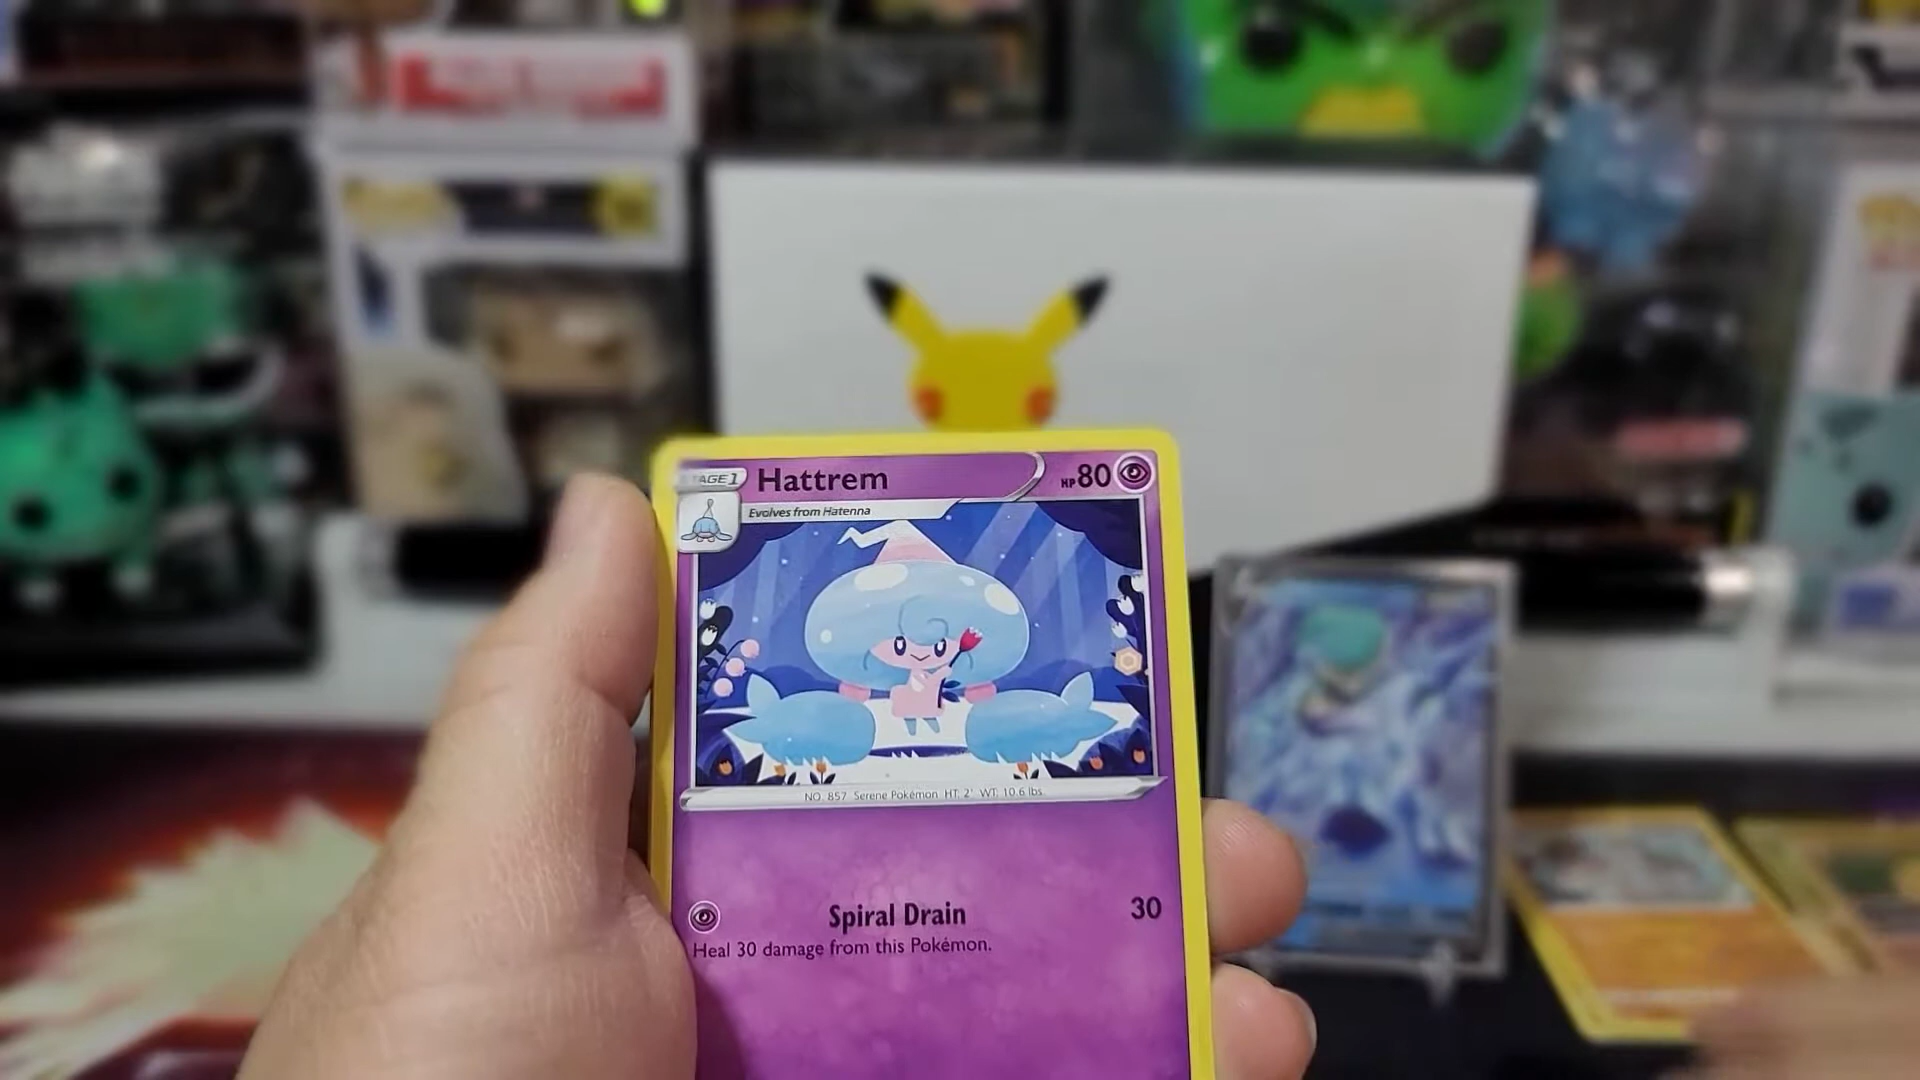 STAGE 1
Hattrem
HP 80
Evolves from Hatenna
NO. 857 Serene Pokémon HT: 2' WT: 10.6 lbs.
Spiral Drain 30
Heal 30 damage from this Pokémon.